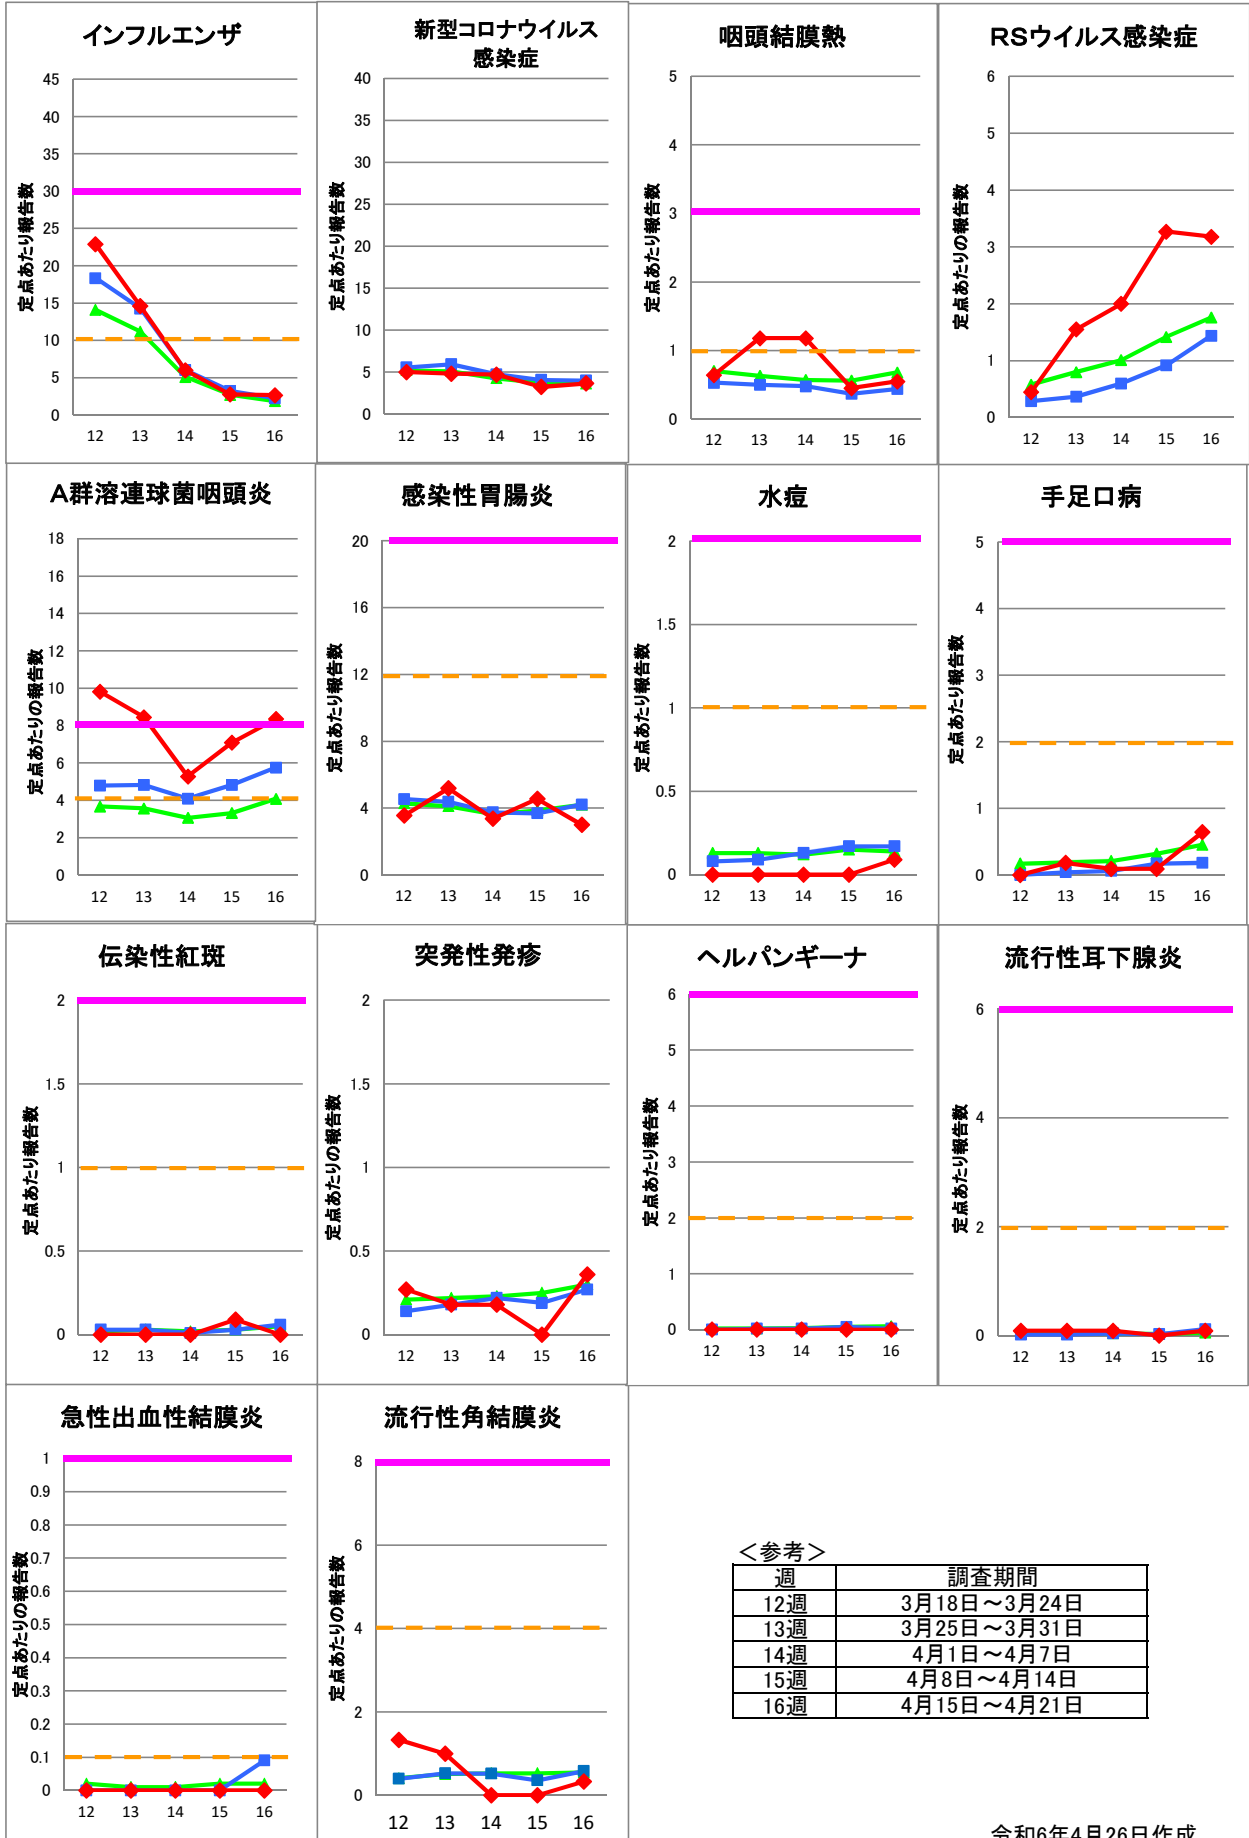 インフルエンザ
定点あたり報告数
45
40
35
30
25
20
15
10
5
0
12 13 14 15 16
新型コロナウイルス
感染症
定点あたり報告数
40
35
30
25
20
15
10
5
0
12 13 14 15 16
咽頭結膜熱
定点あたり報告数
5
4
3
2
1
0
12 13 14 15 16
RSウイルス感染症
定点あたりの報告数
6
5
4
3
2
1
0
12 13 14 15 16
A群溶連球菌咽頭炎
定点あたりの報告数
18
16
14
12
10
8
6
4
2
0
12 13 14 15 16
感染性胃腸炎
定点あたり報告数
20
16
12
8
4
0
12 13 14 15 16
水痘
定点あたり報告数
2
1.5
1
0.5
0
12 13 14 15 16
手足口病
定点あたり報告数
5
4
3
2
1
0
12 13 14 15 16
伝染性紅斑
定点あたり報告数
2
1.5
1
0.5
0
12 13 14 15 16
突発性発疹
定点あたりの報告数
2
1.5
1
0.5
0
12 13 14 15 16
ヘルパンギーナ
定点あたり報告数
6
5
4
3
2
1
0
12 13 14 15 16
流行性耳下腺炎
定点あたり報告数
6
4
2
0
12 13 14 15 16
急性出血性結膜炎
定点あたりの報告数
1
0.9
0.8
0.7
0.6
0.5
0.4
0.3
0.2
0.1
0
12 13 14 15 16
流行性角結膜炎
定点あたりの報告数
8
6
4
2
0
12 13 14 15 16
＜参考＞
週 調査期間
12週 3月18日～3月24日
13週 3月25日～3月31日
14週 4月1日～4月7日
15週 4月8日～4月14日
16週 4月15日～4月21日
令和6年4月26日作成